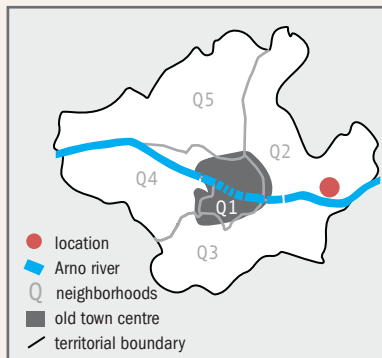 Q5
Q2
Q4
Q1
Q3
location
Arno river
Q neighborhoods
old town centre
territorial boundary